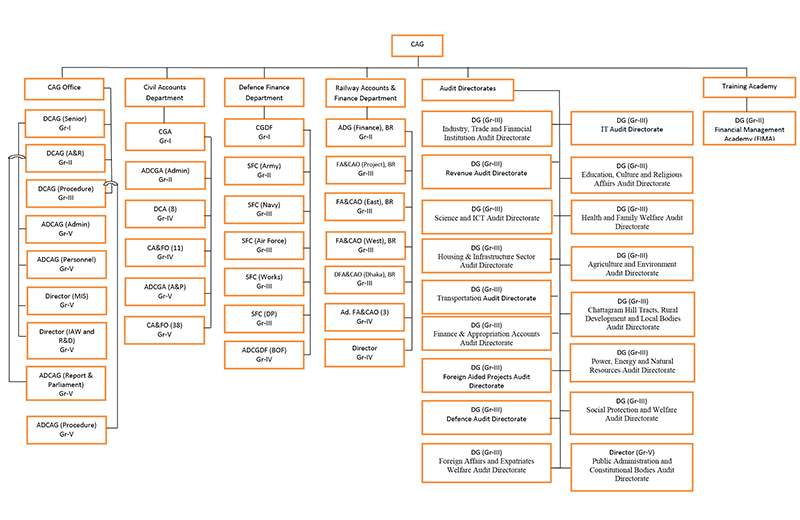 CAG
CAG Office
DCAG (Senior)
Gr-I
DCAG (A&R)
Gr-II
DCAG (Procedure)
Gr-III
ADCAG (Admin)
Gr-V
ADCAG (Personnel)
Gr-V
Director (MIS)
Gr-V
Director (IAW and
R&D)
Gr-V
ADCAG (Report &
Parliament)
Gr-V
ADCAG (Procedure)
Gr-V
Civil Accounts
Department
CGA
Gr-I
ADCGA (Admin)
Gr-II
DCA (8)
Gr-IV
CA&FO (11)
Gr-IV
ADCGA (A&P)
Gr-V
CA&FO (38)
Gr-V
Defence Finance
Department
CGDF
Gr-I
SFC (Army)
Gr-II
SFC (Navy)
Gr-III
SFC (Air Force)
Gr-III
SFC (Works)
Gr-III
SFC (DP)
Gr-III
ADCGDF (BOF)
Gr-IV
Railway Accounts &
Finance Department
ADG (Finance), BR
Gr-II
FA&CAO (Project), BR
Gr-III
FA&CAO (East), BR
Gr-III
FA&CAO (West), BR
Gr-III
DFA&CAO (Dhaka), BR
Gr-III
Ad. FA&CAO (3)
Gr-IV
Director
Gr-IV
Audit Directorates
DG (Gr-III)
Industry, Trade and Financial
Institution Audit Directorate
DG (Gr-III)
Revenue Audit Directorate
DG (Gr-III)
Science and ICT Audit Directorate
DG (Gr-III)
Housing & Infrastructure Sector
Audit Directorate
DG (Gr-III)
Transportation Audit Directorate
DG (Gr-III)
Finance & Appropriation Accounts
Audit Directorate
DG (Gr-III)
Foreign Aided Projects Audit
Directorate
DG (Gr-III)
Defence Audit Directorate
DG (Gr-III)
Foreign Affairs and Expatriates
Welfare Audit Directorate
DG (Gr-III)
IT Audit Directorate
DG (Gr-III)
Education, Culture and Religious
Affairs Audit Directorate
DG (Gr-III)
Health and Family Welfare Audit
Directorate
DG (Gr-III)
Agriculture and Environment
Audit Directorate
DG (Gr-III)
Chattagram Hill Tracts, Rural
Development and Local Bodies
Audit Directorate
DG (Gr-III)
Power, Energy and Natural
Resources Audit Directorate
DG (Gr-III)
Social Protection and Welfare
Audit Directorate
Director (Gr-V)
Public Administration and
Constitutional Bodies Audit
Directorate
Training Academy
DG (Gr-II)
Financial Management
Academy (FIMA)